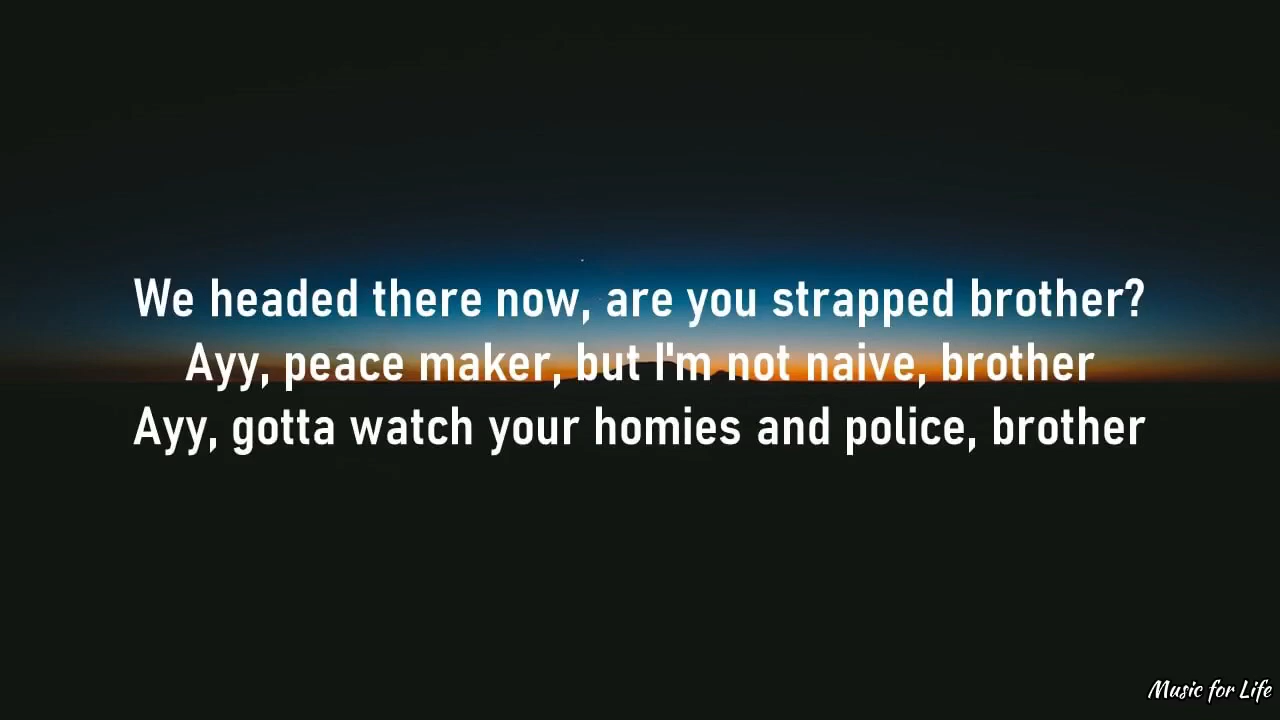 We headed there now, are you strapped brother?
Ayy, peace maker, but I'm not naive, brother
Ayy, gotta watch your homies and police, brother
Music for Life